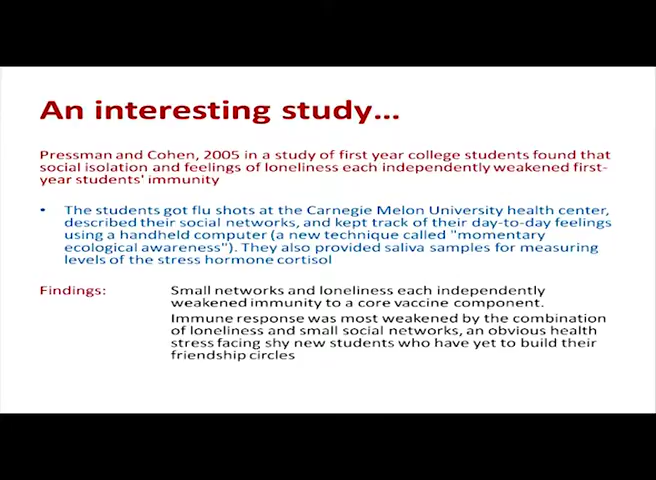 An interesting study...
Pressman and Cohen, 2005 in a study of first year college students found that
social isolation and feelings of loneliness each independently weakened first-
year students' immunity
• The students got flu shots at the Carnegie Melon University health center,
described their social networks, and kept track of their day-to-day feelings
using a handheld computer (a new technique called "momentary
ecological awareness"). They also provided saliva samples for measuring
levels of the stress hormone cortisol
Findings: Small networks and loneliness each independently
weakened immunity to a core vaccine component.
Immune response was most weakened by the combination
of loneliness and small social networks, an obvious health
stress facing shy new students who have yet to build their
friendship circles